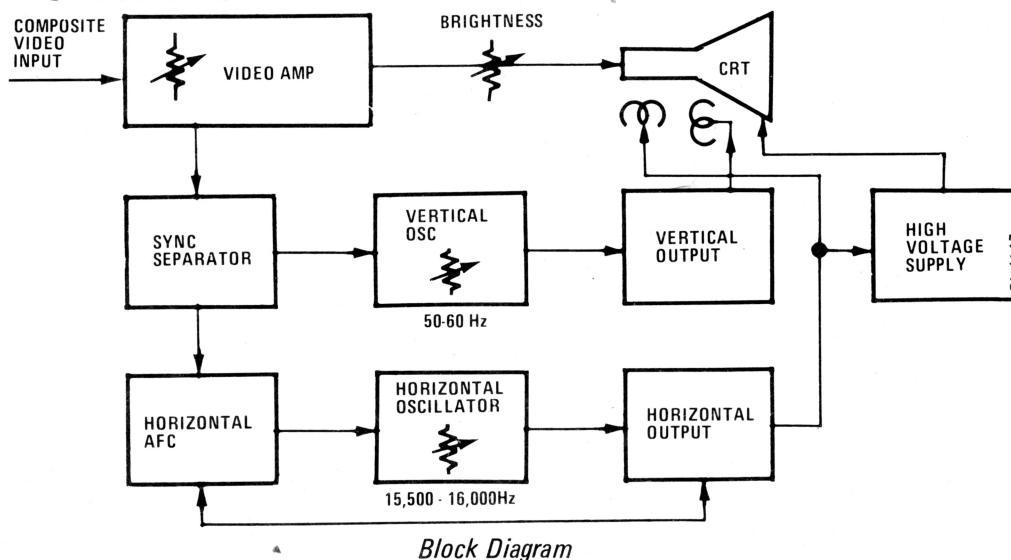 COMPOSITE
VIDEO
INPUT
BRIGHTNESS
VIDEO AMP
CRT
SYNC
SEPARATOR
VERTICAL
OSC
VERTICAL
OUTPUT
HIGH
VOLTAGE
SUPPLY
50-60 Hz
HORIZONTAL
AFC
HORIZONTAL
OSCILLATOR
HORIZONTAL
OUTPUT
15,500 - 16,000Hz
Block Diagram